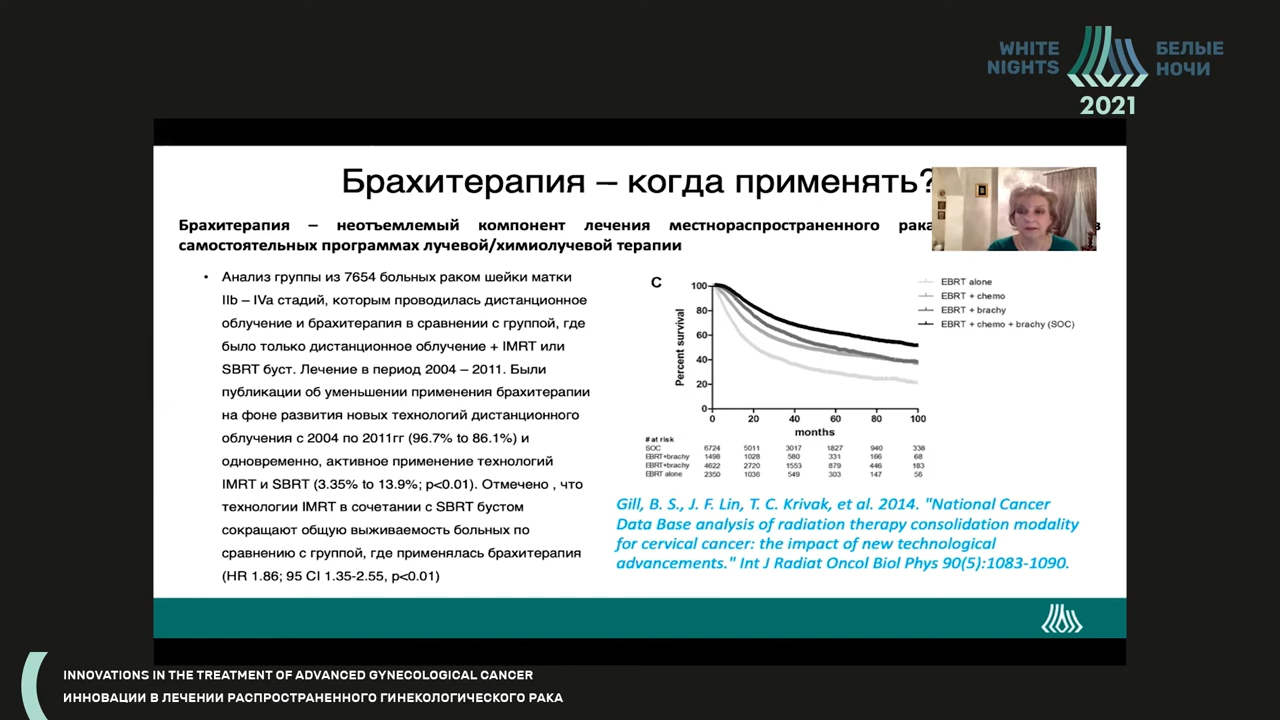 WHITE
NIGHTS
БЕЛЫЕ
НОЧИ
2021
Брахитерапия – когда применять?
Брахитерапия – неотъемлемый компонент лечения местнораспространенного рака в
самостоятельных программах лучевой/химиолучевой терапии
• Анализ группы из 7654 больных раком шейки матки
IIb – IVa стадий, которым проводилась дистанционное
облучение и брахитерапия в сравнении с группой, где
было только дистанционное облучение + IMRT или
SBRT буст. Лечение в период 2004 – 2011. Были
публикации об уменьшении применения брахитерапии
на фоне развития новых технологий дистанционного
облучения с 2004 по 2011гг (96.7% to 86.1%) и
одновременно, активное применение технологий
IMRT и SBRT (3.35% to 13.9%; p<0.01). Отмечено , что
технологии IMRT в сочетании с SBRT бустом
сокращают общую выживаемость больных по
сравнению с группой, где применялась брахитерапия
(HR 1.86; 95 CI 1.35-2.55, p<0.01)
C
Percent survival
100
80
60
40
20
0
0 20 40 60 80 100
months
EBRT alone
EBRT + chemo
EBRT + brachy
EBRT + chemo + brachy (SOC)
# at risk
SOC 6724 5011 3017 1827 940 338
EBRT+brachy 1498 1028 580 331 166 68
EBRT+brachy 4622 2720 1553 879 446 183
EBRT alone 2350 1036 549 303 147 56
Gill, B. S., J. F. Lin, T. C. Krivak, et al. 2014. "National Cancer
Data Base analysis of radiation therapy consolidation modality
for cervical cancer: the impact of new technological
advancements." Int J Radiat Oncol Biol Phys 90(5):1083-1090.
INNOVATIONS IN THE TREATMENT OF ADVANCED GYNECOLOGICAL CANCER
ИННОВАЦИИ В ЛЕЧЕНИИ РАСПРОСТРАНЕННОГО ГИНЕКОЛОГИЧЕСКОГО РАКА